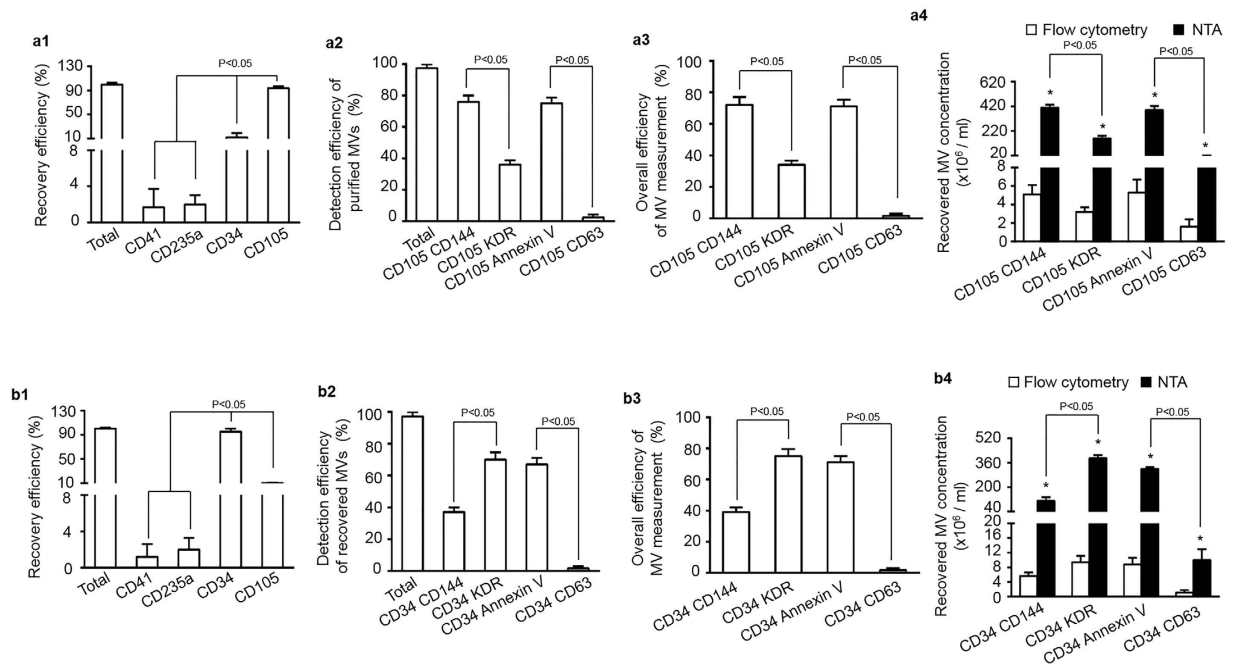 a1
Recovery efficiency (%)
130
90
50
10
8
4
0
P<0.05
Total
CD41
CD235a
CD34
CD105
a2
Detection efficiency of
purified MVs (%)
100
80
60
40
20
0
P<0.05
P<0.05
Total
CD105 CD144
CD105 KDR
CD105 Annexin V
CD105 CD63
a3
Overall efficiency
of MV measurement (%)
100
80
60
40
20
0
P<0.05
P<0.05
CD105 CD144
CD105 KDR
CD105 Annexin V
CD105 CD63
a4
Flow cytometry
NTA
Recovered MV concentration
(x10⁶ / ml)
620
420
220
20
8
6
4
2
0
P<0.05
P<0.05
*
*
*
*
CD105 CD144
CD105 KDR
CD105 Annexin V
CD105 CD63
b1
Recovery efficiency (%)
130
90
50
10
8
4
0
P<0.05
Total
CD41
CD235a
CD34
CD105
b2
Detection efficiency
of recovered MVs (%)
100
80
60
40
20
0
P<0.05
P<0.05
Total
CD34 CD144
CD34 KDR
CD34 Annexin V
CD34 CD63
b3
Overall efficiency of
MV measurement (%)
100
80
60
40
20
0
P<0.05
P<0.05
CD34 CD144
CD34 KDR
CD34 Annexin V
CD34 CD63
b4
Flow cytometry
NTA
Recovered MV concentration
(x10⁶ / ml)
520
360
200
40
20
16
12
8
4
0
P<0.05
P<0.05
*
*
*
*
CD34 CD144
CD34 KDR
CD34 Annexin V
CD34 CD63